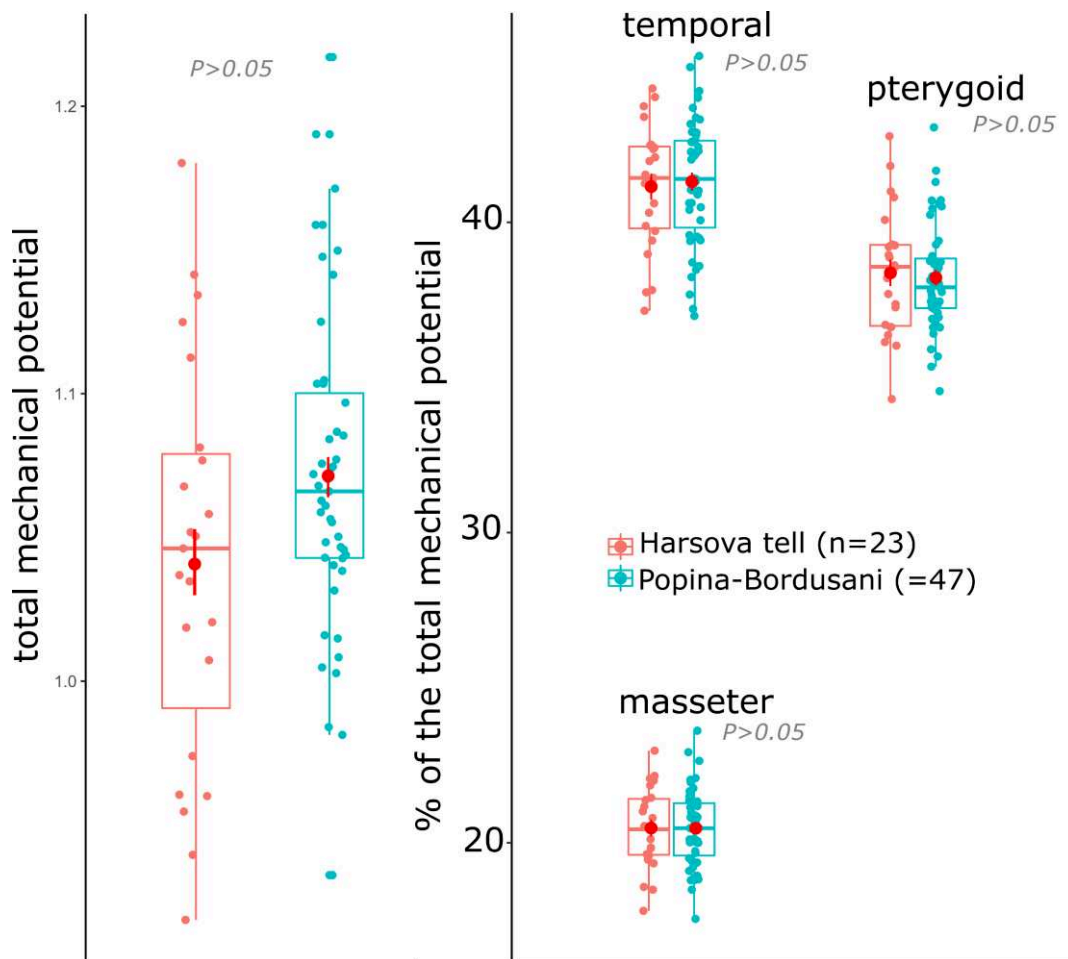 total mechanical potential
1.2
1.1
1.0
P>0.05
% of the total mechanical potential
40
30
20
temporal
P>0.05
pterygoid
P>0.05
Harsova tell (n=23)
Popina-Bordusani (=47)
masseter
P>0.05